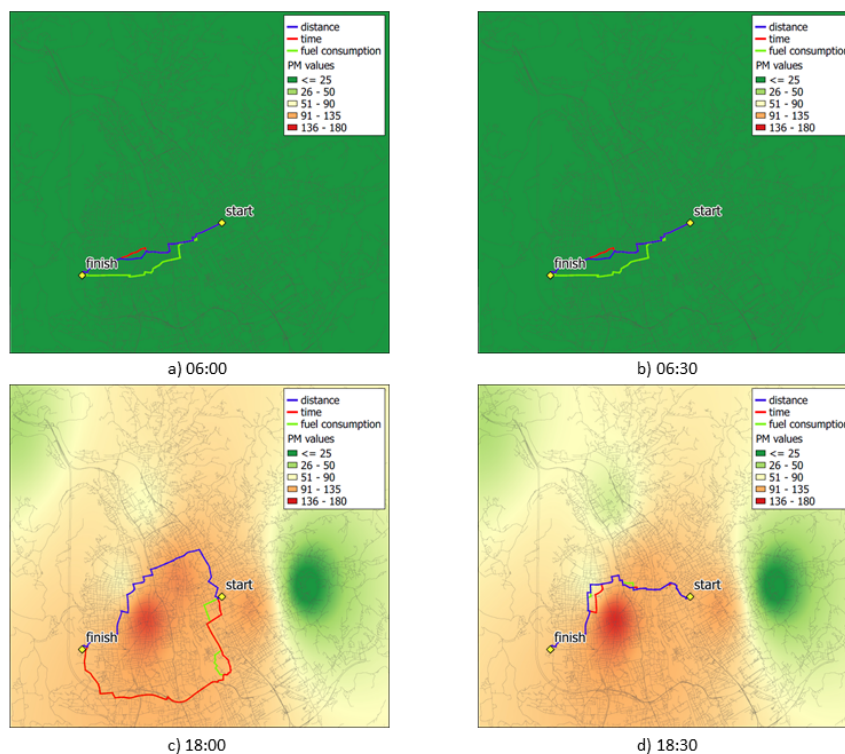 distance
time
fuel consumption
PM values
<= 25
26 - 50
51 - 90
91 - 135
136 - 180
start
finish
a) 06:00
distance
time
fuel consumption
PM values
<= 25
26 - 50
51 - 90
91 - 135
136 - 180
start
finish
b) 06:30
distance
time
fuel consumption
PM values
<= 25
26 - 50
51 - 90
91 - 135
136 - 180
start
finish
c) 18:00
distance
time
fuel consumption
PM values
<= 25
26 - 50
51 - 90
91 - 135
136 - 180
start
finish
d) 18:30